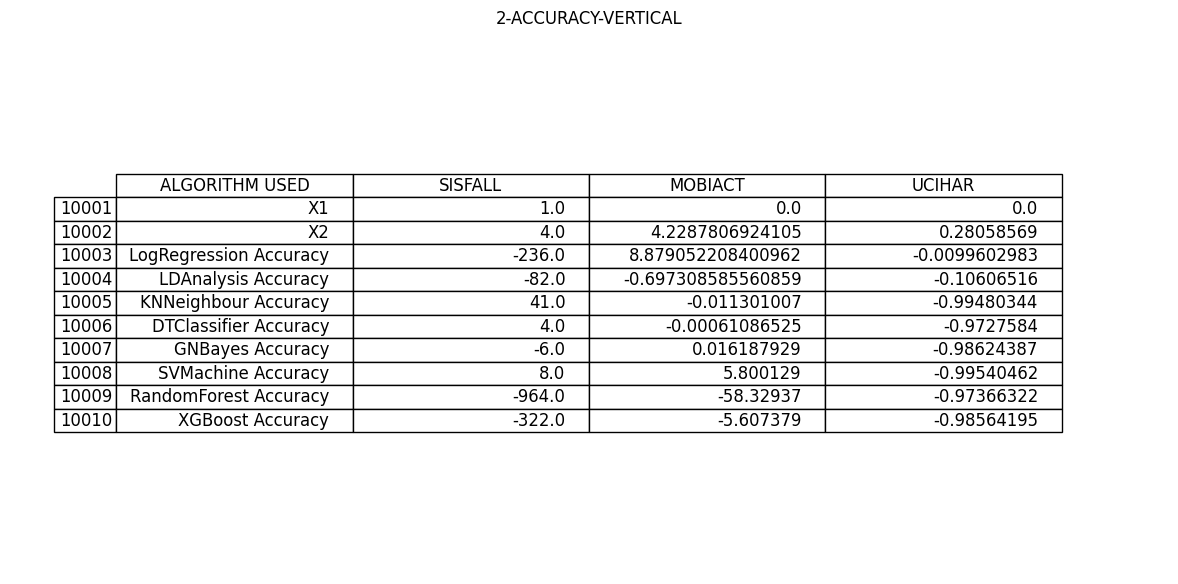 2-ACCURACY-VERTICAL
ALGORITHM USED SISFALL MOBIACT UCIHAR
10001 X1 1.0 0.0 0.0
10002 X2 4.0 4.2287806924105 0.28058569
10003 LogRegression Accuracy -236.0 8.879052208400962 -0.0099602983
10004 LDAnalysis Accuracy -82.0 -0.697308585560859 -0.10606516
10005 KNNeighbour Accuracy 41.0 -0.011301007 -0.99480344
10006 DTClassifier Accuracy 4.0 -0.00061086525 -0.9727584
10007 GNBayes Accuracy -6.0 0.016187929 -0.98624387
10008 SVMachine Accuracy 8.0 5.800129 -0.99540462
10009 RandomForest Accuracy -964.0 -58.32937 -0.97366322
10010 XGBoost Accuracy -322.0 -5.607379 -0.98564195